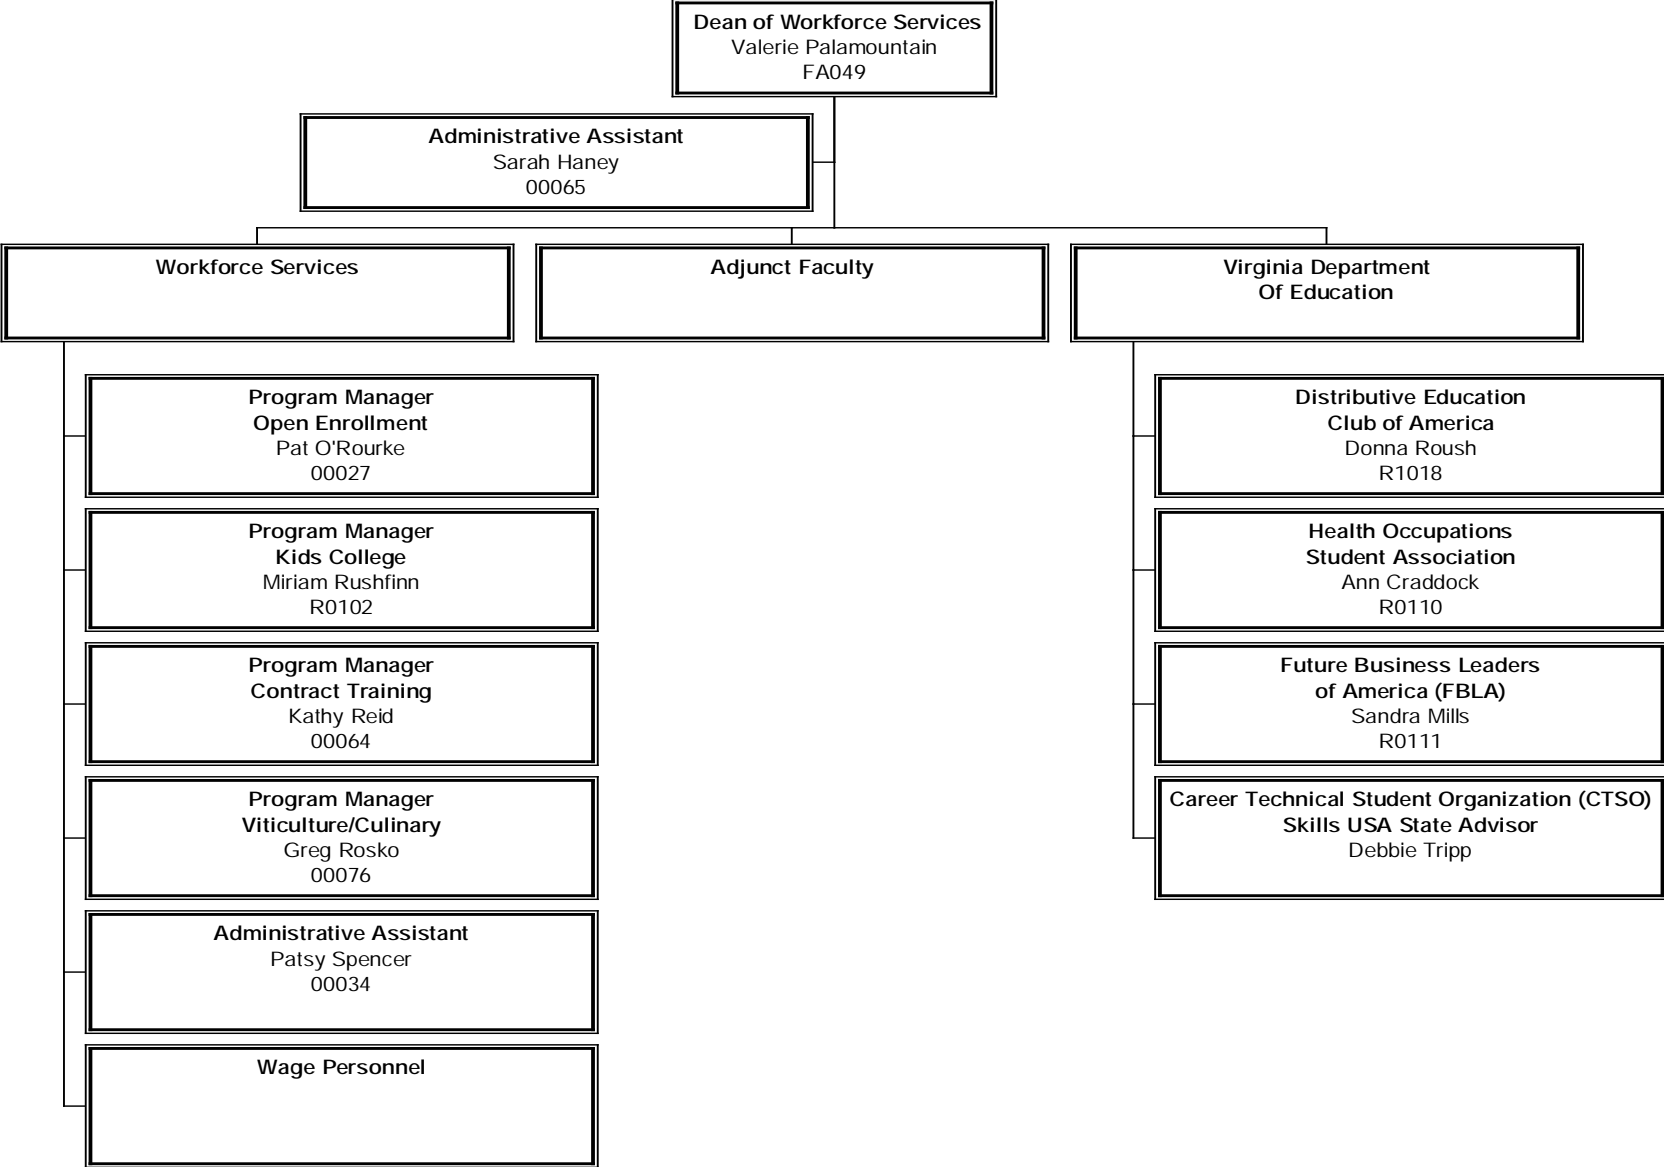 Dean of Workforce Services
Valerie Palamountain
FA049
Administrative Assistant
Sarah Haney
00065
Workforce Services
Adjunct Faculty
Virginia Department
Of Education
Program Manager
Open Enrollment
Pat O'Rourke
00027
Program Manager
Kids College
Miriam Rushfinn
R0102
Program Manager
Contract Training
Kathy Reid
00064
Program Manager
Viticulture/Culinary
Greg Rosko
00076
Administrative Assistant
Patsy Spencer
00034
Wage Personnel
Distributive Education
Club of America
Donna Roush
R1018
Health Occupations
Student Association
Ann Craddock
R0110
Future Business Leaders
of America (FBLA)
Sandra Mills
R0111
Career Technical Student Organization (CTSO)
Skills USA State Advisor
Debbie Tripp